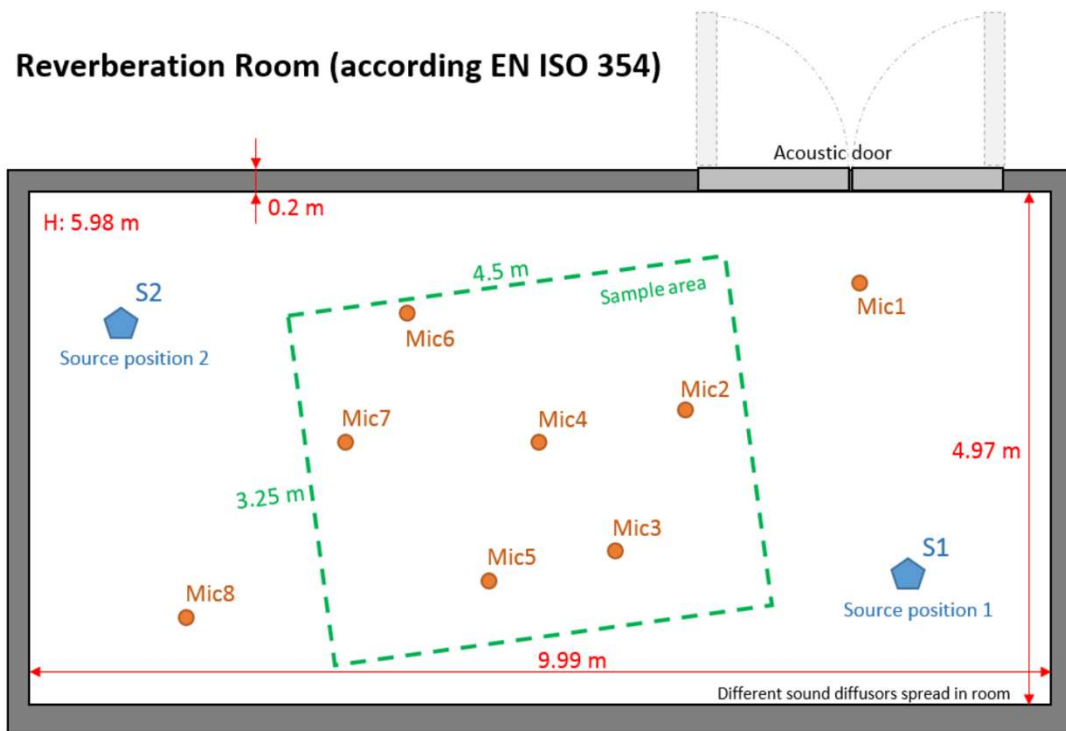 Reverberation Room (according EN ISO 354)
Acoustic door
0.2 m
H: 5.98 m
4.5 m
Sample area
S2
Source position 2
Mic1
Mic6
Mic2
Mic7
Mic4
4.97 m
3.25 m
Mic3
Mic5
S1
Mic8
Source position 1
9.99 m
Different sound diffusors spread in room